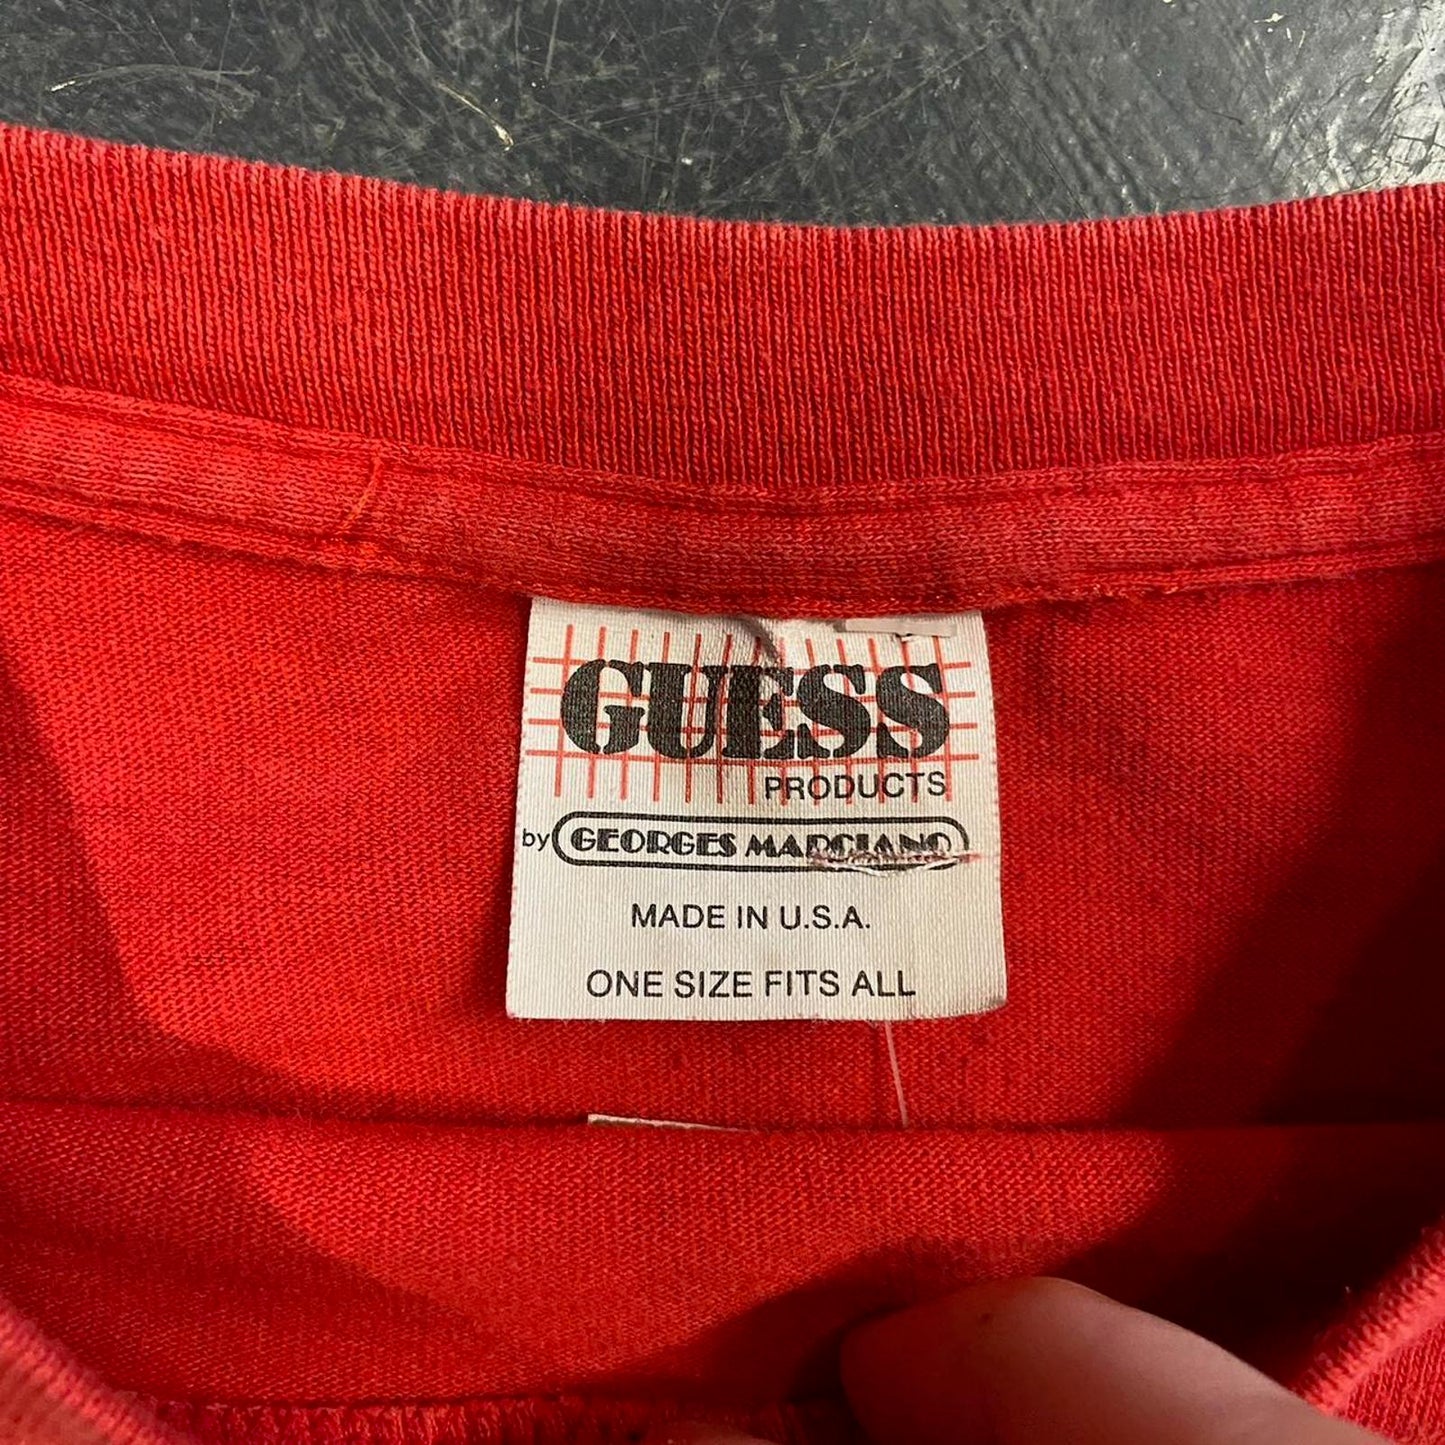 GUESS
PRODUCTS
by GEORGES MARCIANO
MADE IN U.S.A.
ONE SIZE FITS ALL